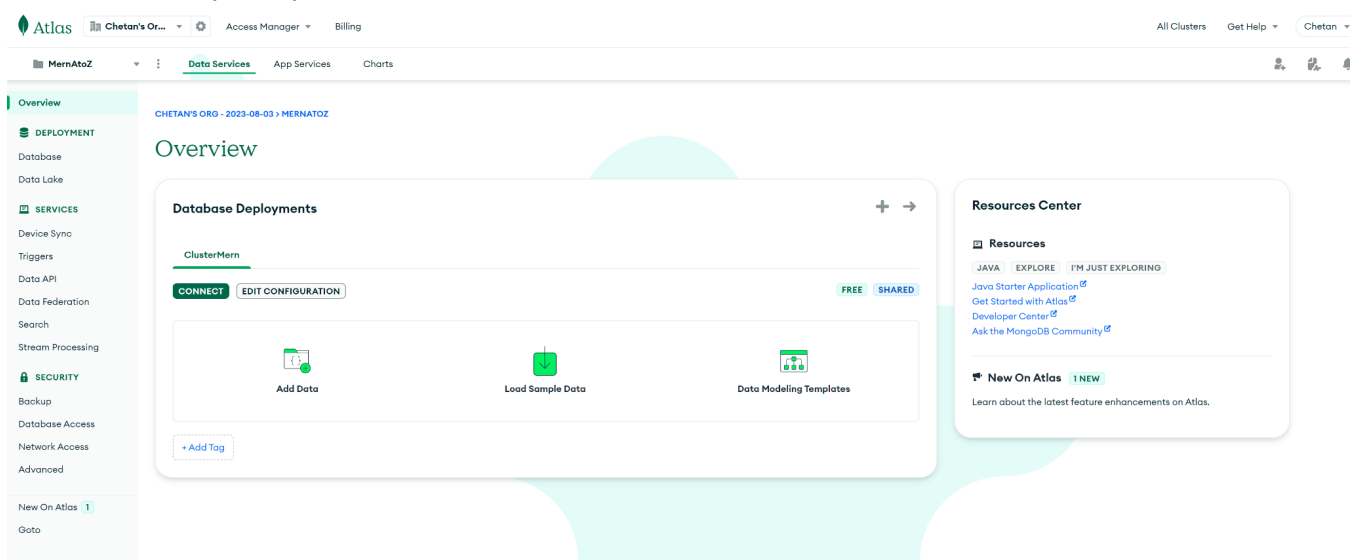 Atlas
Chetan's Or...
Access Manager
Billing
All Clusters
Get Help
Chetan
MernAtoZ
Data Services
App Services
Charts
Overview
DEPLOYMENT
Database
Data Lake
SERVICES
Device Sync
Triggers
Data API
Data Federation
Search
Stream Processing
SECURITY
Backup
Database Access
Network Access
Advanced
New On Atlas 1
Goto
CHETAN'S ORG - 2023-08-03 > MERNATOZ
Overview
Database Deployments
ClusterMern
CONNECT
EDIT CONFIGURATION
FREE
SHARED
Add Data
Load Sample Data
Data Modeling Templates
+ Add Tag
Resources Center
Resources
JAVA
EXPLORE
I'M JUST EXPLORING
Java Starter Application
Get Started with Atlas
Developer Center
Ask the MongoDB Community
New On Atlas 1 NEW
Learn about the latest feature enhancements on Atlas.